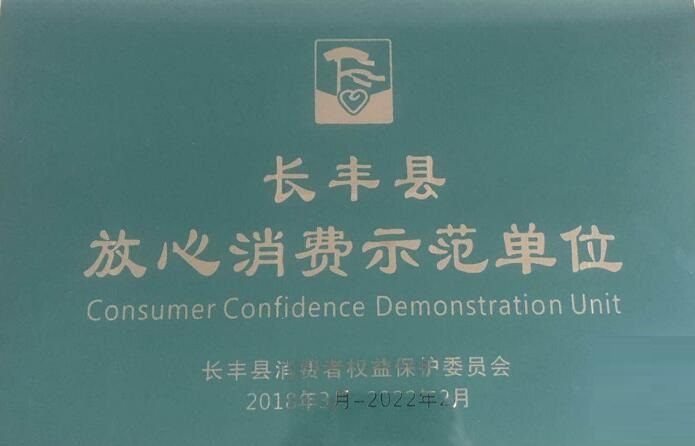 长丰县
放心消费示范单位
Consumer Confidence Demonstration Unit
长丰县消费者权益保护委员会
2018年3月-2022年2月